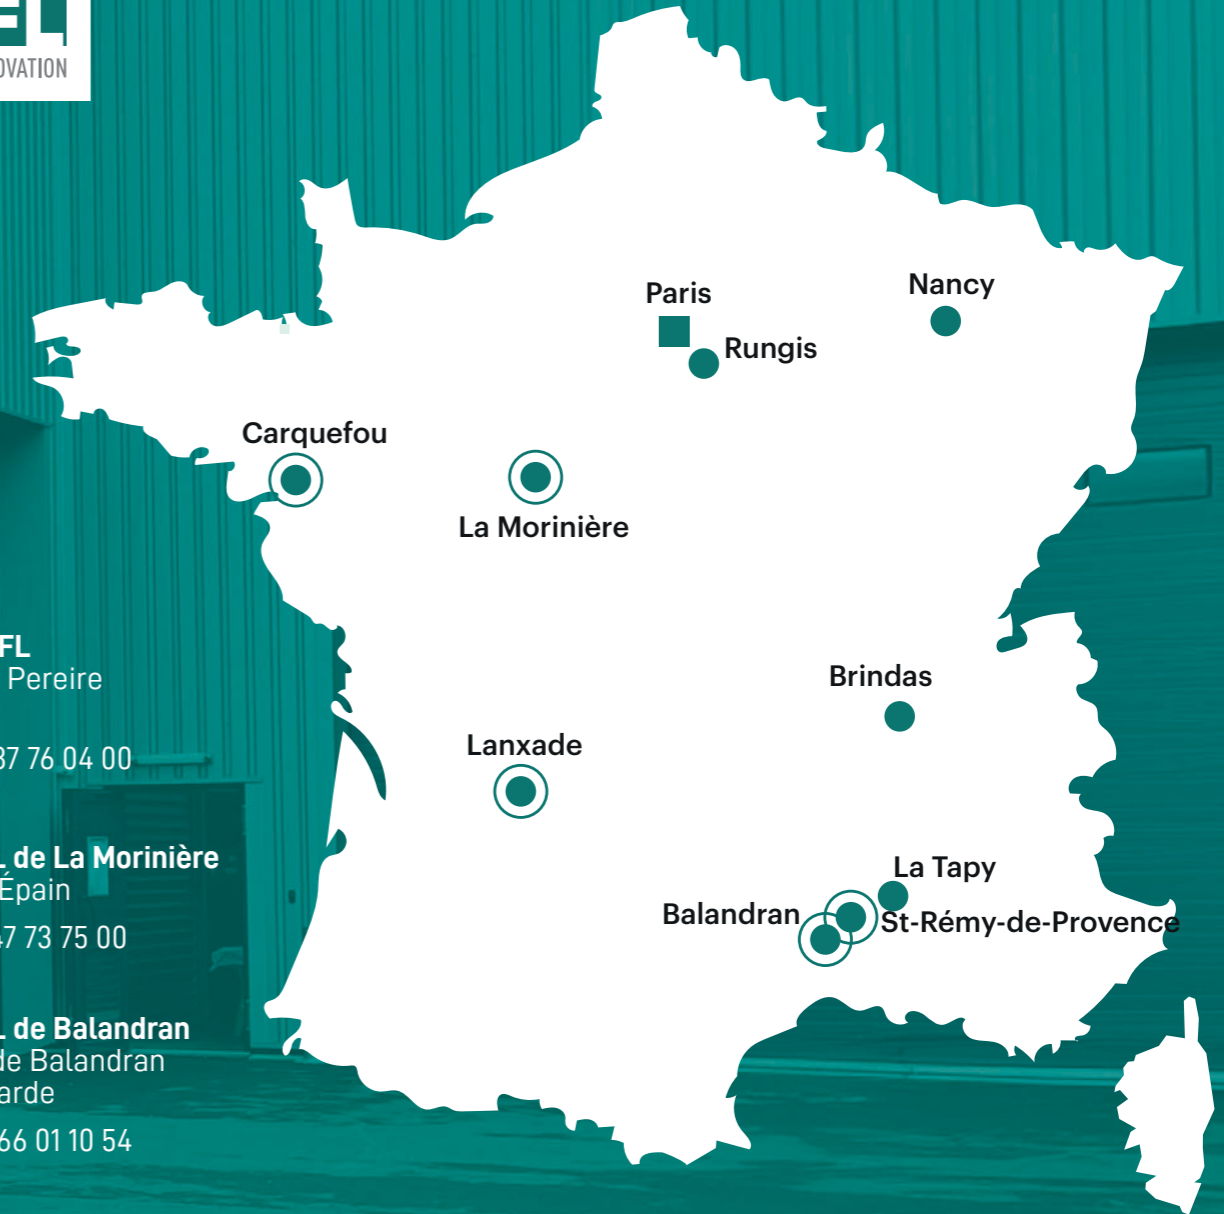 FL
OVATION
Paris
Nancy
Rungis
Carquefou
La Morinière
Brindas
Lanxade
La Tapy
Balandran
St-Rémy-de-Provence
FL
Pereire
37 76 04 00
de La Morinière
Épain
47 73 75 00
de Balandran
de Balandran
arde
66 01 10 54